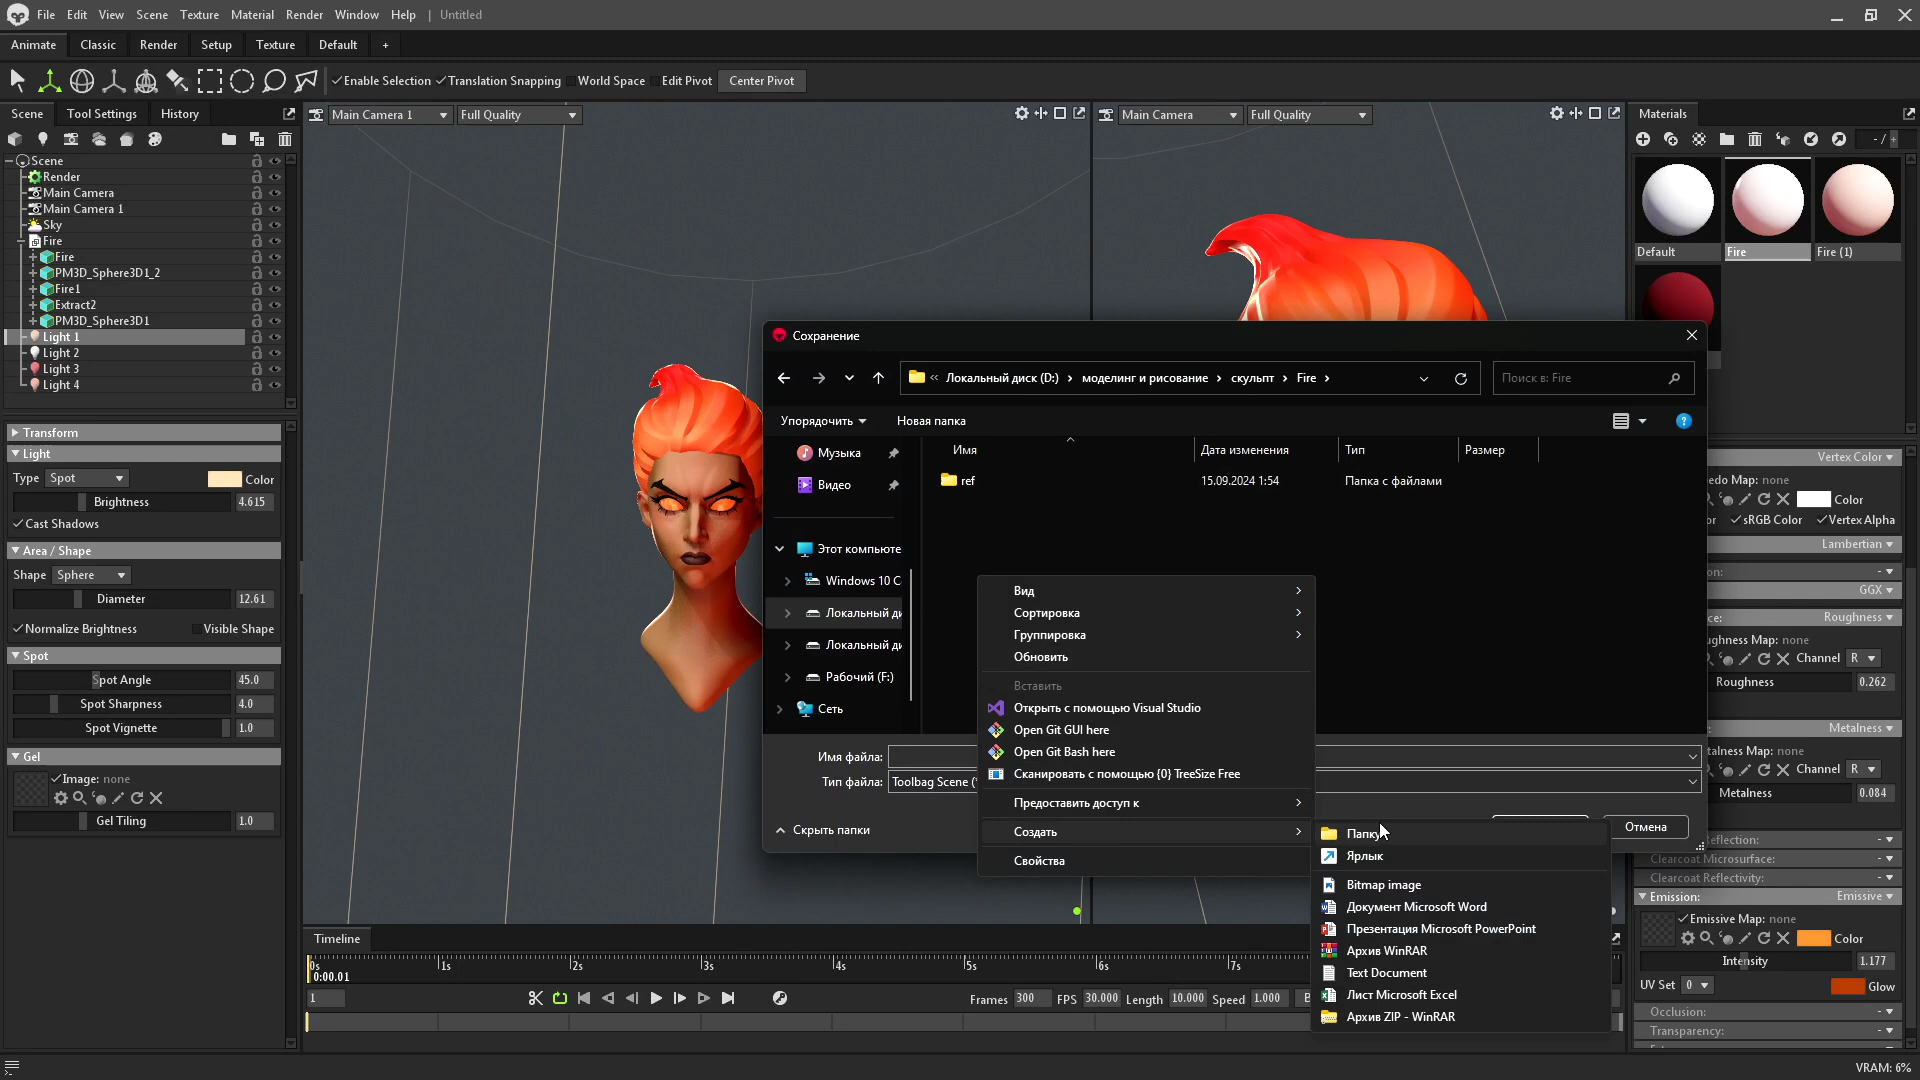 File Edit View Scene Texture Material Render Window Help | Untitled
Animate Classic Render Setup Texture Default +
Enable Selection Translation Snapping World Space Edit Pivot Center Pivot
Scene Tool Settings History
Main Camera 1 Full Quality
Main Camera Full Quality
Materials
- / +
Scene
Render
Main Camera
Main Camera 1
Sky
Fire
Fire
PM3D_Sphere3D1_2
Fire1
Extract2
PM3D_Sphere3D1
Light 1
Light 2
Light 3
Light 4
Default Fire Fire (1)
Transform
Light
Type Spot Color
Brightness 4.615
Cast Shadows
Area / Shape
Shape Sphere
Diameter 12.61
Normalize Brightness Visible Shape
Spot
Spot Angle 45.0
Spot Sharpness 4.0
Spot Vignette 1.0
Gel
Image: none
Gel Tiling 1.0
Сохранение
« Локальный диск (D:) › моделинг и рисование › скульпт › Fire ›
Поиск в: Fire
Упорядочить Новая папка
Имя Дата изменения Тип Размер
Музыка
Видео
ref 15.09.2024 1:54 Папка с файлами
Этот компьюте
Windows 10 C
Локальный ди
Локальный ди
Рабочий (F:)
Сеть
Имя файла:
Тип файла: Toolbag Scene (*
Скрыть папки
Отмена
Вид
Сортировка
Группировка
Обновить
Вставить
Открыть с помощью Visual Studio
Open Git GUI here
Open Git Bash here
Сканировать с помощью {0} TreeSize Free
Предоставить доступ к
Создать
Свойства
Папку
Ярлык
Bitmap image
Документ Microsoft Word
Презентация Microsoft PowerPoint
Архив WinRAR
Text Document
Лист Microsoft Excel
Архив ZIP - WinRAR
Vertex Color
edo Map: none
Color
or sRGB Color Vertex Alpha
Lambertian
on:
GGX
ce: Roughness
ughness Map: none
Channel R
Roughness 0.262
Metalness
talness Map: none
Channel R
Metalness 0.084
Reflection:
Clearcoat Microsurface:
Clearcoat Reflectivity:
Emission: Emissive
Emissive Map: none
Color
Intensity 1.177
UV Set 0 Glow
Occlusion:
Transparency:
Timeline
0s 1s 2s 3s 4s 5s 6s 7s
0:00.01
1
Frames 300 FPS 30.000 Length 10.000 Speed 1.000 B
VRAM: 6%